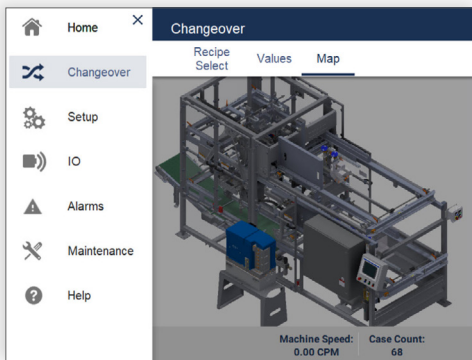 Home
Changeover
Setup
IO
Alarms
Maintenance
Help
Changeover
Recipe
Select
Values
Map
Machine Speed:
0.00 CPM
Case Count:
68